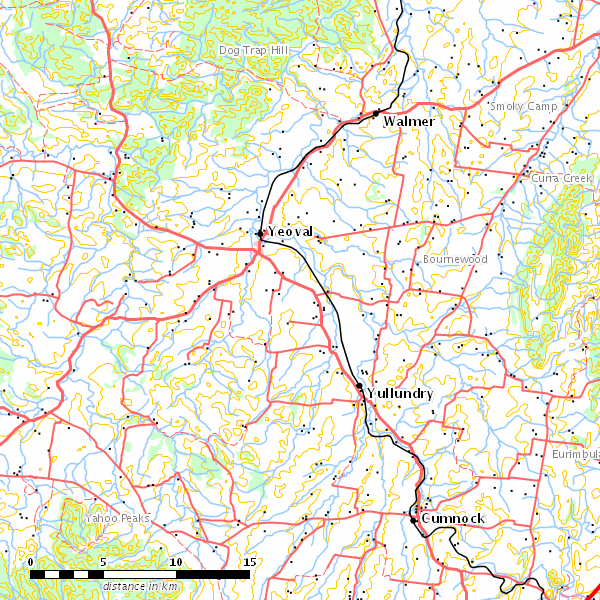 Dog Trap Hill
Smoky Camp
Walmer
Curra Creek
Yeoval
Bournewood
Yullundry
Eurimbula
Yahoo Peaks
Cumnock
0 5 10 15
distance in km